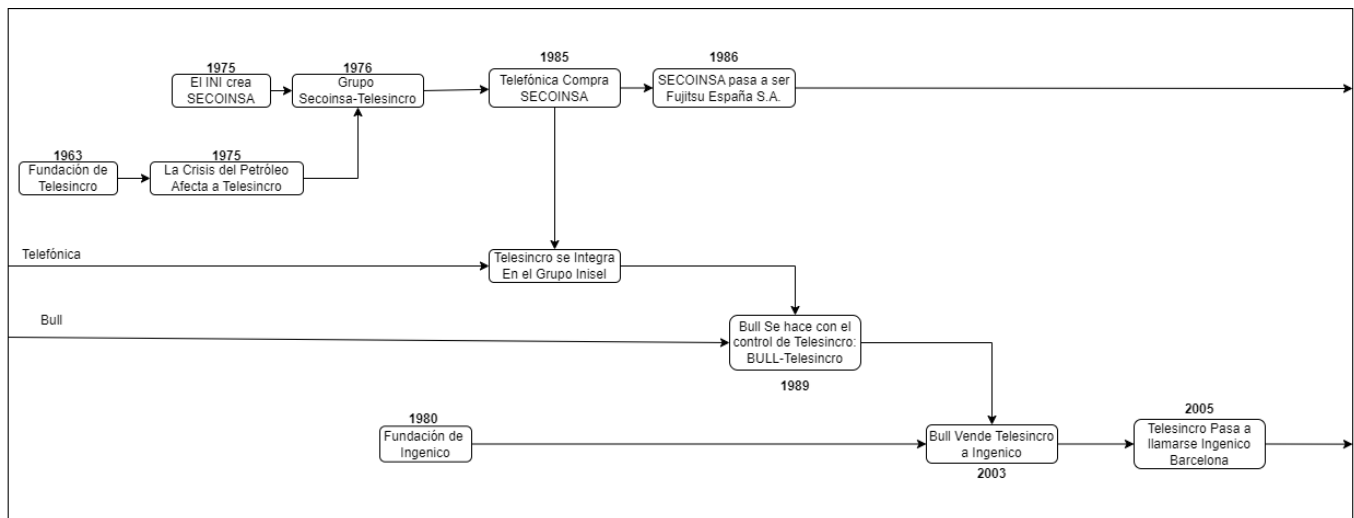 1985
1986
1975
1976
El INI crea
SECOINSA
Grupo
Secoinsa-Telesincro
Telefónica Compra
SECOINSA
SECOINSA pasa a ser
Fujitsu España S.A.
1963
1975
Fundación de
Telesincro
La Crisis del Petróleo
Afecta a Telesincro
Telefónica
Telesincro se Integra
En el Grupo Inisel
Bull
Bull Se hace con el
control de Telesincro:
BULL-Telesincro
1989
1980
Fundación de
Ingenico
Bull Vende Telesincro
a Ingenico
2003
2005
Telesincro Pasa a
llamarse Ingenico
Barcelona